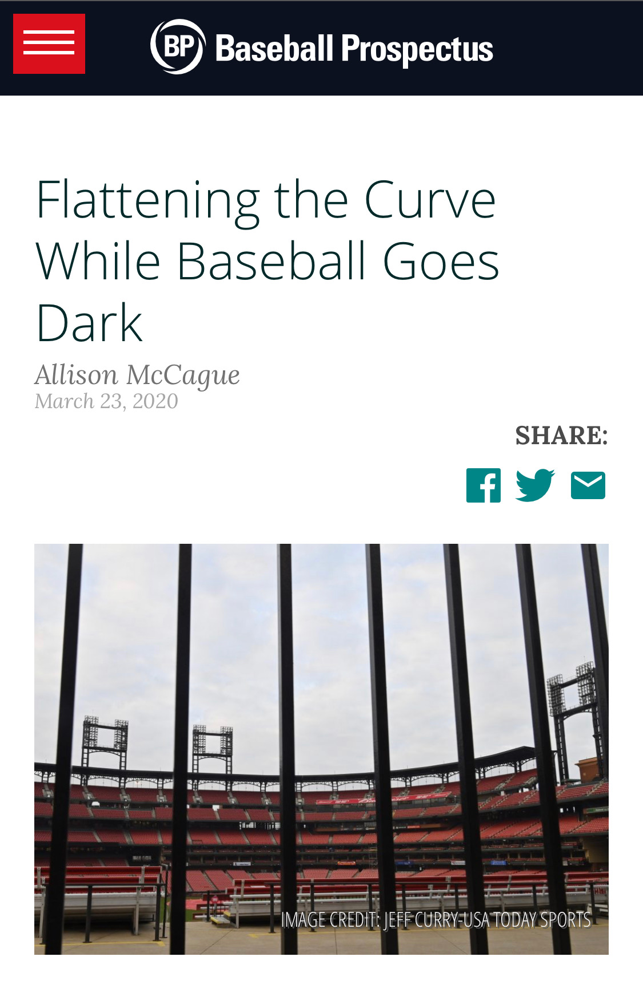 BP Baseball Prospectus
Flattening the Curve
While Baseball Goes
Dark
Allison McCague
March 23, 2020
SHARE:
IMAGE CREDIT: JEFF CURRY-USA TODAY SPORTS